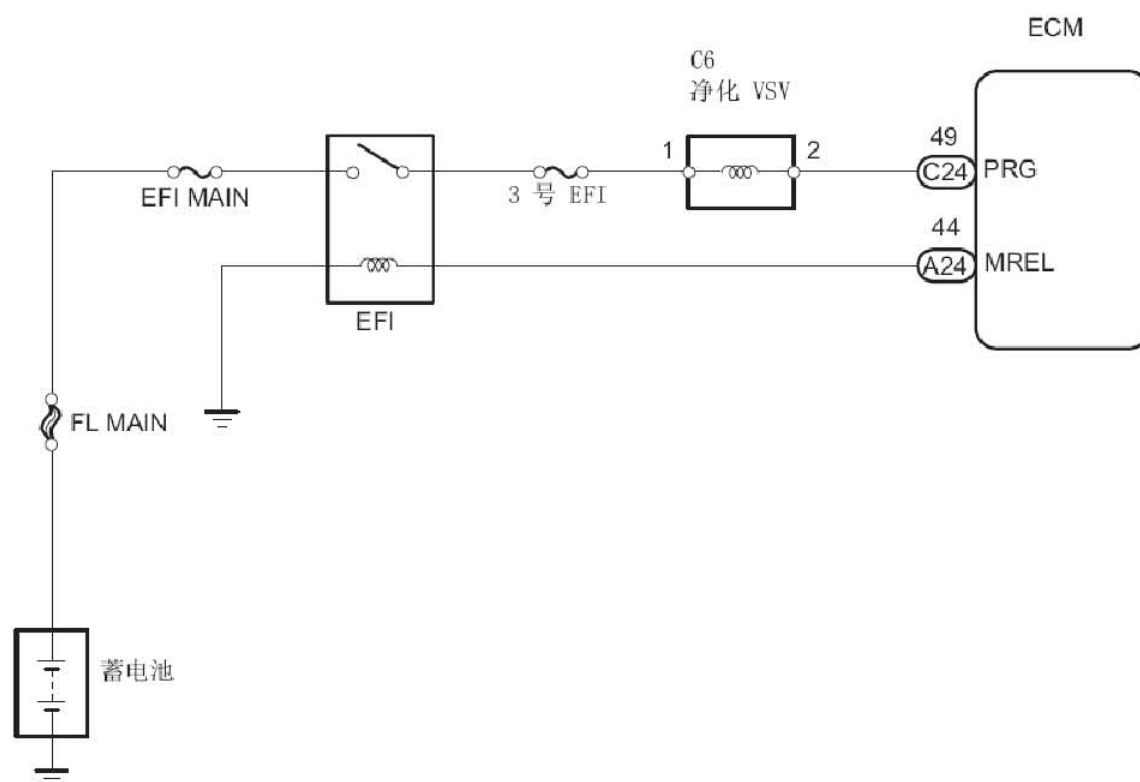 ECM
C6
净化 VSV
49
1
2
C24
PRG
EFI MAIN
3 号 EFI
44
A24
MREL
EFI
FL MAIN
蓄电池